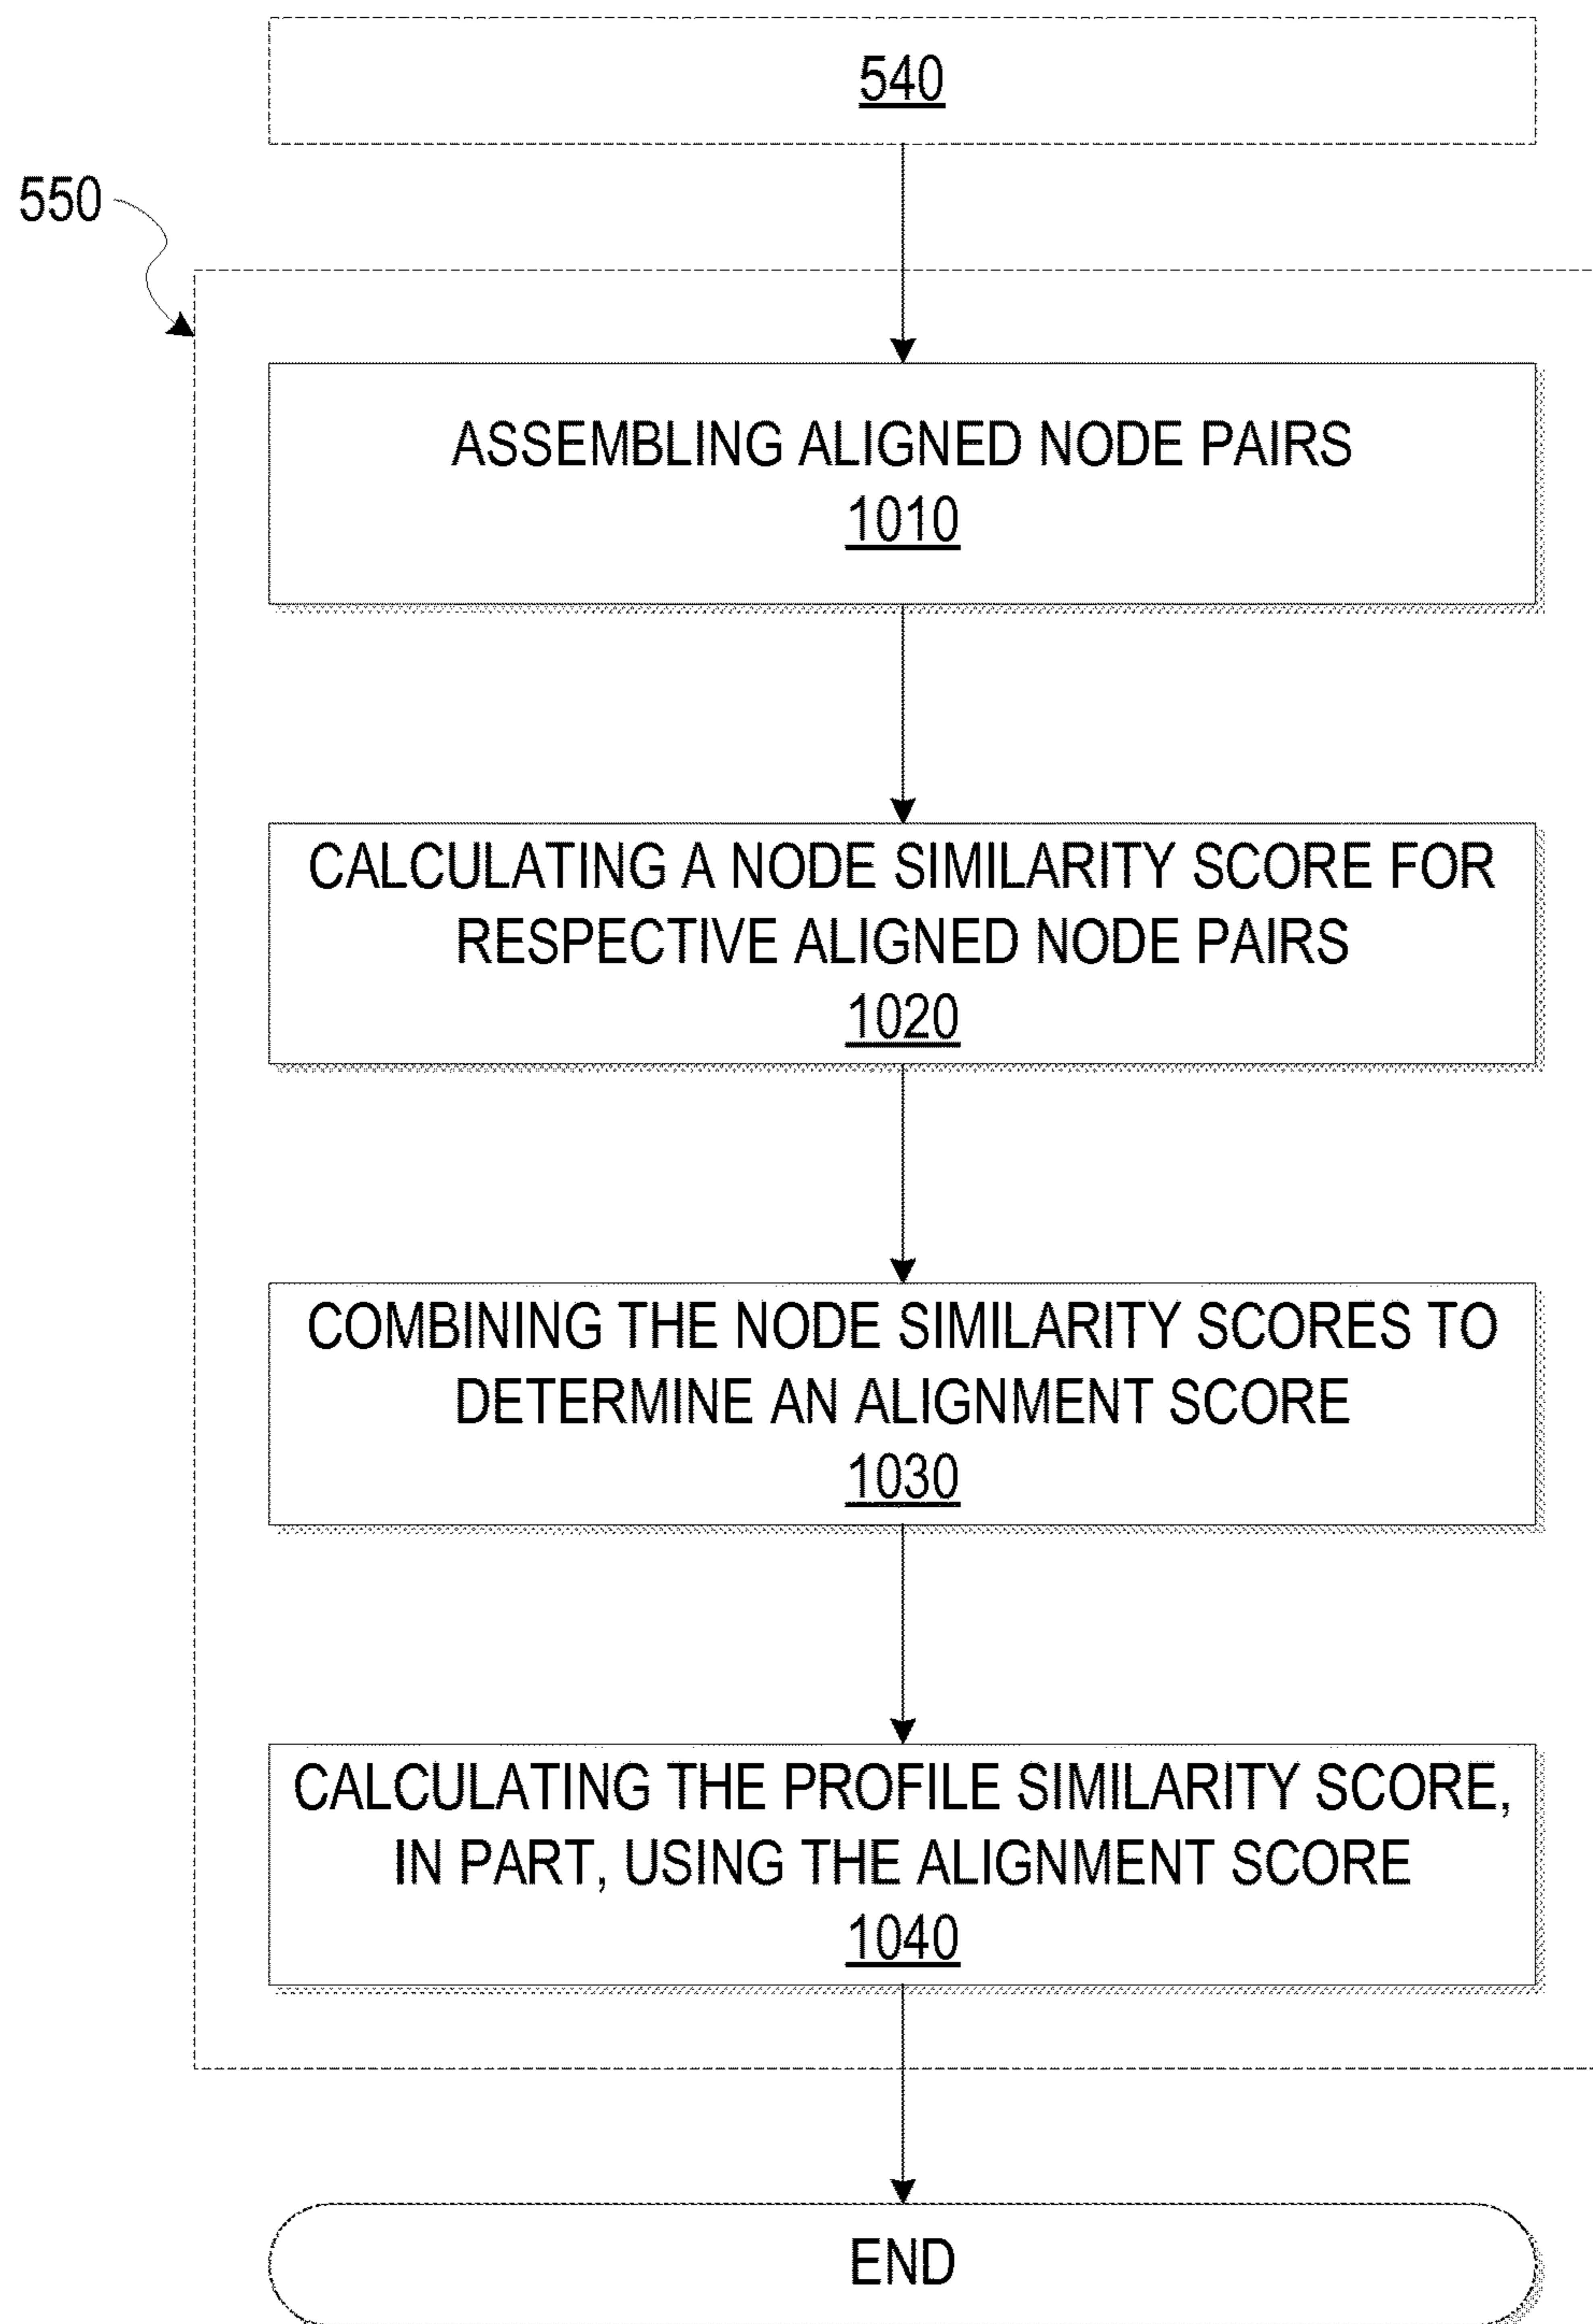 540
550
ASSEMBLING ALIGNED NODE PAIRS
1010
CALCULATING A NODE SIMILARITY SCORE FOR
RESPECTIVE ALIGNED NODE PAIRS
1020
COMBINING THE NODE SIMILARITY SCORES TO
DETERMINE AN ALIGNMENT SCORE
1030
CALCULATING THE PROFILE SIMILARITY SCORE,
IN PART, USING THE ALIGNMENT SCORE
1040
END